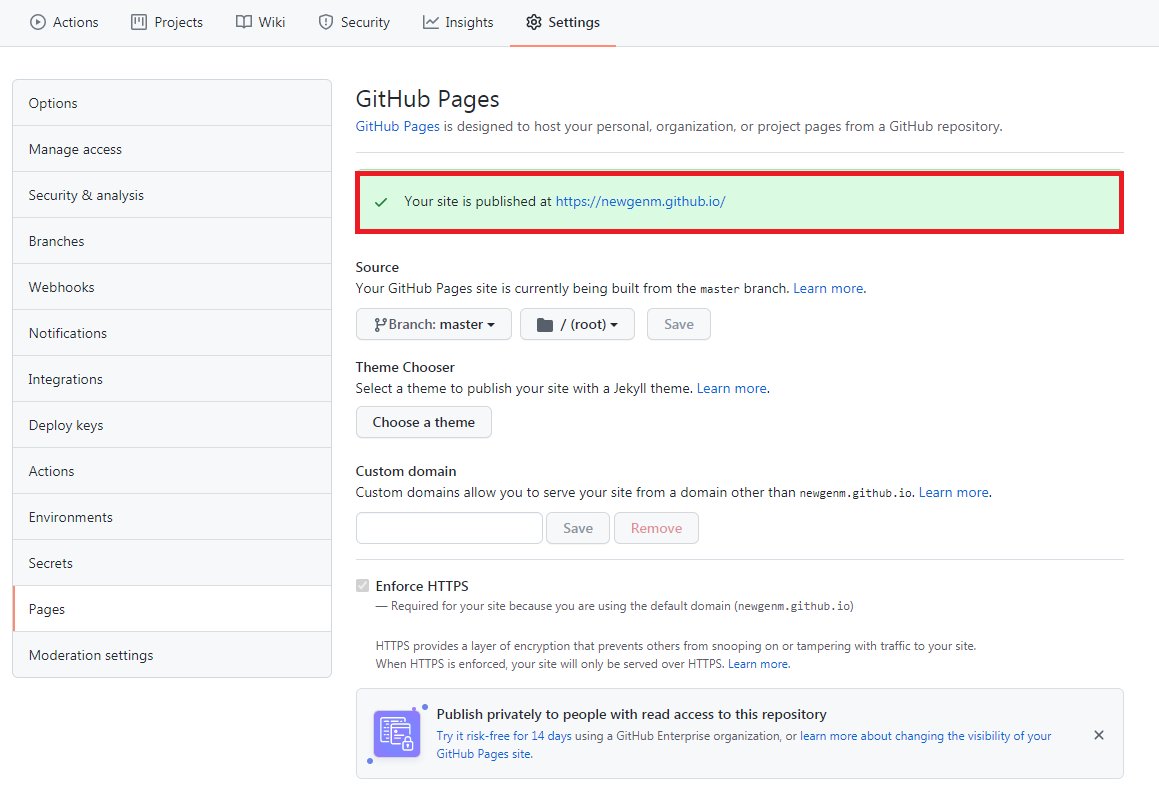 Actions Projects Wiki Security Insights Settings
Options
Manage access
Security & analysis
Branches
Webhooks
Notifications
Integrations
Deploy keys
Actions
Environments
Secrets
Pages
Moderation settings
GitHub Pages
GitHub Pages is designed to host your personal, organization, or project pages from a GitHub repository.
Your site is published at https://newgenm.github.io/
Source
Your GitHub Pages site is currently being built from the master branch. Learn more.
Branch: master / (root) Save
Theme Chooser
Select a theme to publish your site with a Jekyll theme. Learn more.
Choose a theme
Custom domain
Custom domains allow you to serve your site from a domain other than newgenm.github.io. Learn more.
Save Remove
Enforce HTTPS
— Required for your site because you are using the default domain (newgenm.github.io)
HTTPS provides a layer of encryption that prevents others from snooping on or tampering with traffic to your site.
When HTTPS is enforced, your site will only be served over HTTPS. Learn more.
Publish privately to people with read access to this repository
Try it risk-free for 14 days using a GitHub Enterprise organization, or learn more about changing the visibility of your
GitHub Pages site.